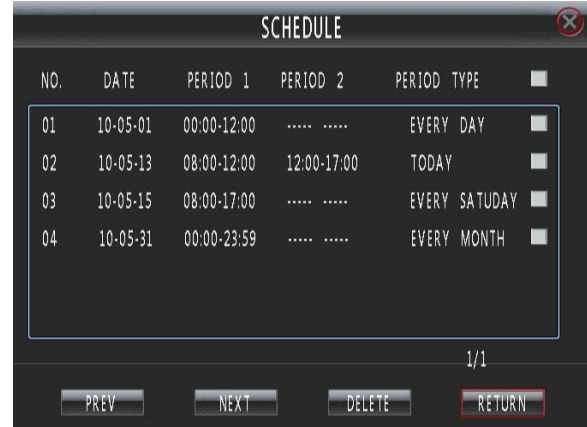 SCHEDULE
NO. DATE PERIOD 1 PERIOD 2 PERIOD TYPE
01 10-05-01 00:00-12:00 ----- ----- EVERY DAY
02 10-05-13 08:00-12:00 12:00-17:00 TODAY
03 10-05-15 08:00-17:00 ----- ----- EVERY SATUDAY
04 10-05-31 00:00-23:59 ----- ----- EVERY MONTH
1/1
PREV NEXT DELETE RETURN